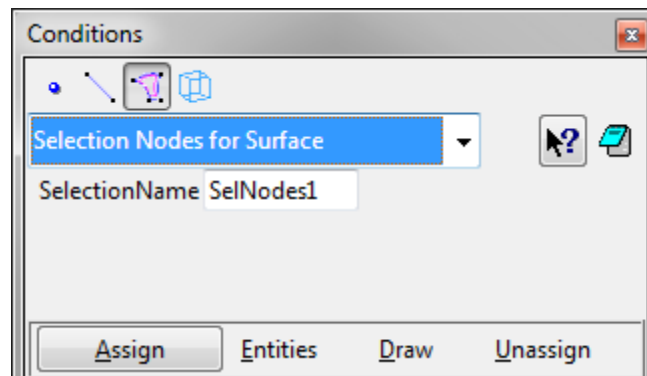 Conditions
Selection Nodes for Surface
?
SelectionName SelNodes1
Assign Entities Draw Unassign